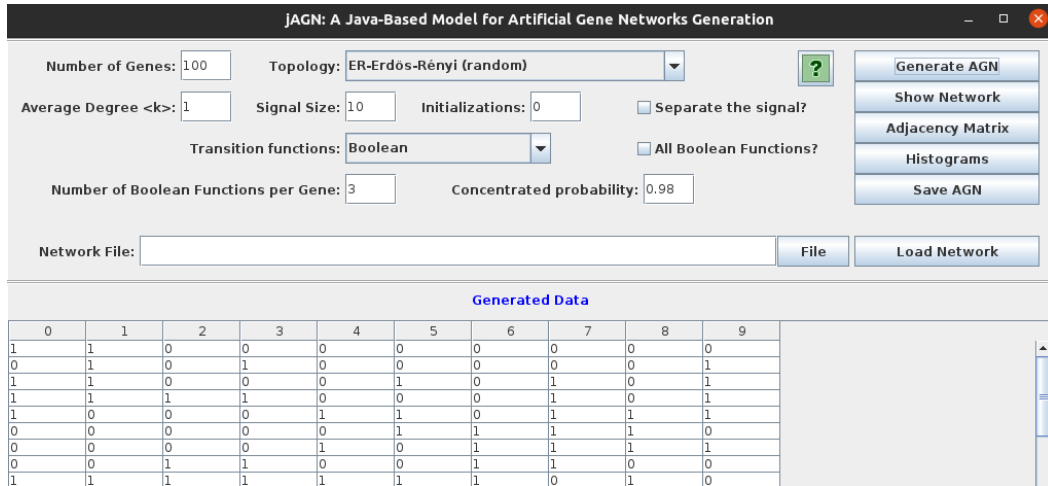 jAGN: A Java-Based Model for Artificial Gene Networks Generation
Number of Genes: 100 Topology: ER-Erdös-Rényi (random) ? Generate AGN
Average Degree <k>: 1 Signal Size: 10 Initializations: 0 Separate the signal? Show Network
Adjacency Matrix
Transition functions: Boolean All Boolean Functions?
Histograms
Number of Boolean Functions per Gene: 3 Concentrated probability: 0.98 Save AGN
Network File: File Load Network
Generated Data
0 1 2 3 4 5 6 7 8 9
1 1 0 0 0 0 0 0 0 0
0 1 0 1 0 0 0 0 0 1
1 1 0 0 0 1 0 1 0 1
1 1 1 1 0 0 0 1 0 1
1 0 0 0 1 1 0 1 1 1
0 0 0 0 0 1 1 1 1 0
0 0 0 0 1 0 1 1 1 1
0 0 1 1 0 0 1 1 0 0
1 1 1 1 1 1 1 0 1 0